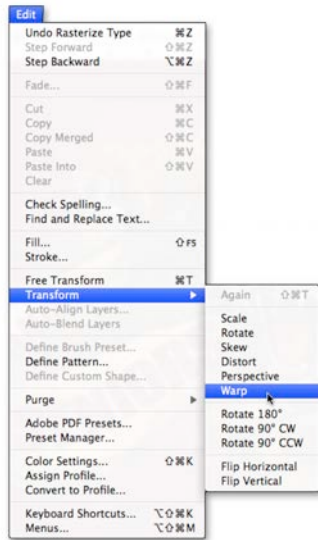 Edit
Undo Rasterize Type ⌘Z
Step Forward ⇧⌘Z
Step Backward ⌥⌘Z
Fade... ⇧⌘F
Cut ⌘X
Copy ⌘C
Copy Merged ⇧⌘C
Paste ⌘V
Paste Into ⇧⌘V
Clear
Check Spelling...
Find and Replace Text...
Fill... ⇧F5
Stroke...
Free Transform ⌘T
Transform
Auto-Align Layers...
Auto-Blend Layers
Define Brush Preset...
Define Pattern...
Define Custom Shape...
Purge
Adobe PDF Presets...
Preset Manager...
Color Settings... ⇧⌘K
Assign Profile...
Convert to Profile...
Keyboard Shortcuts... ⌥⇧⌘K
Menus... ⌥⇧⌘M
Again ⇧⌘T
Scale
Rotate
Skew
Distort
Perspective
Warp
Rotate 180°
Rotate 90° CW
Rotate 90° CCW
Flip Horizontal
Flip Vertical